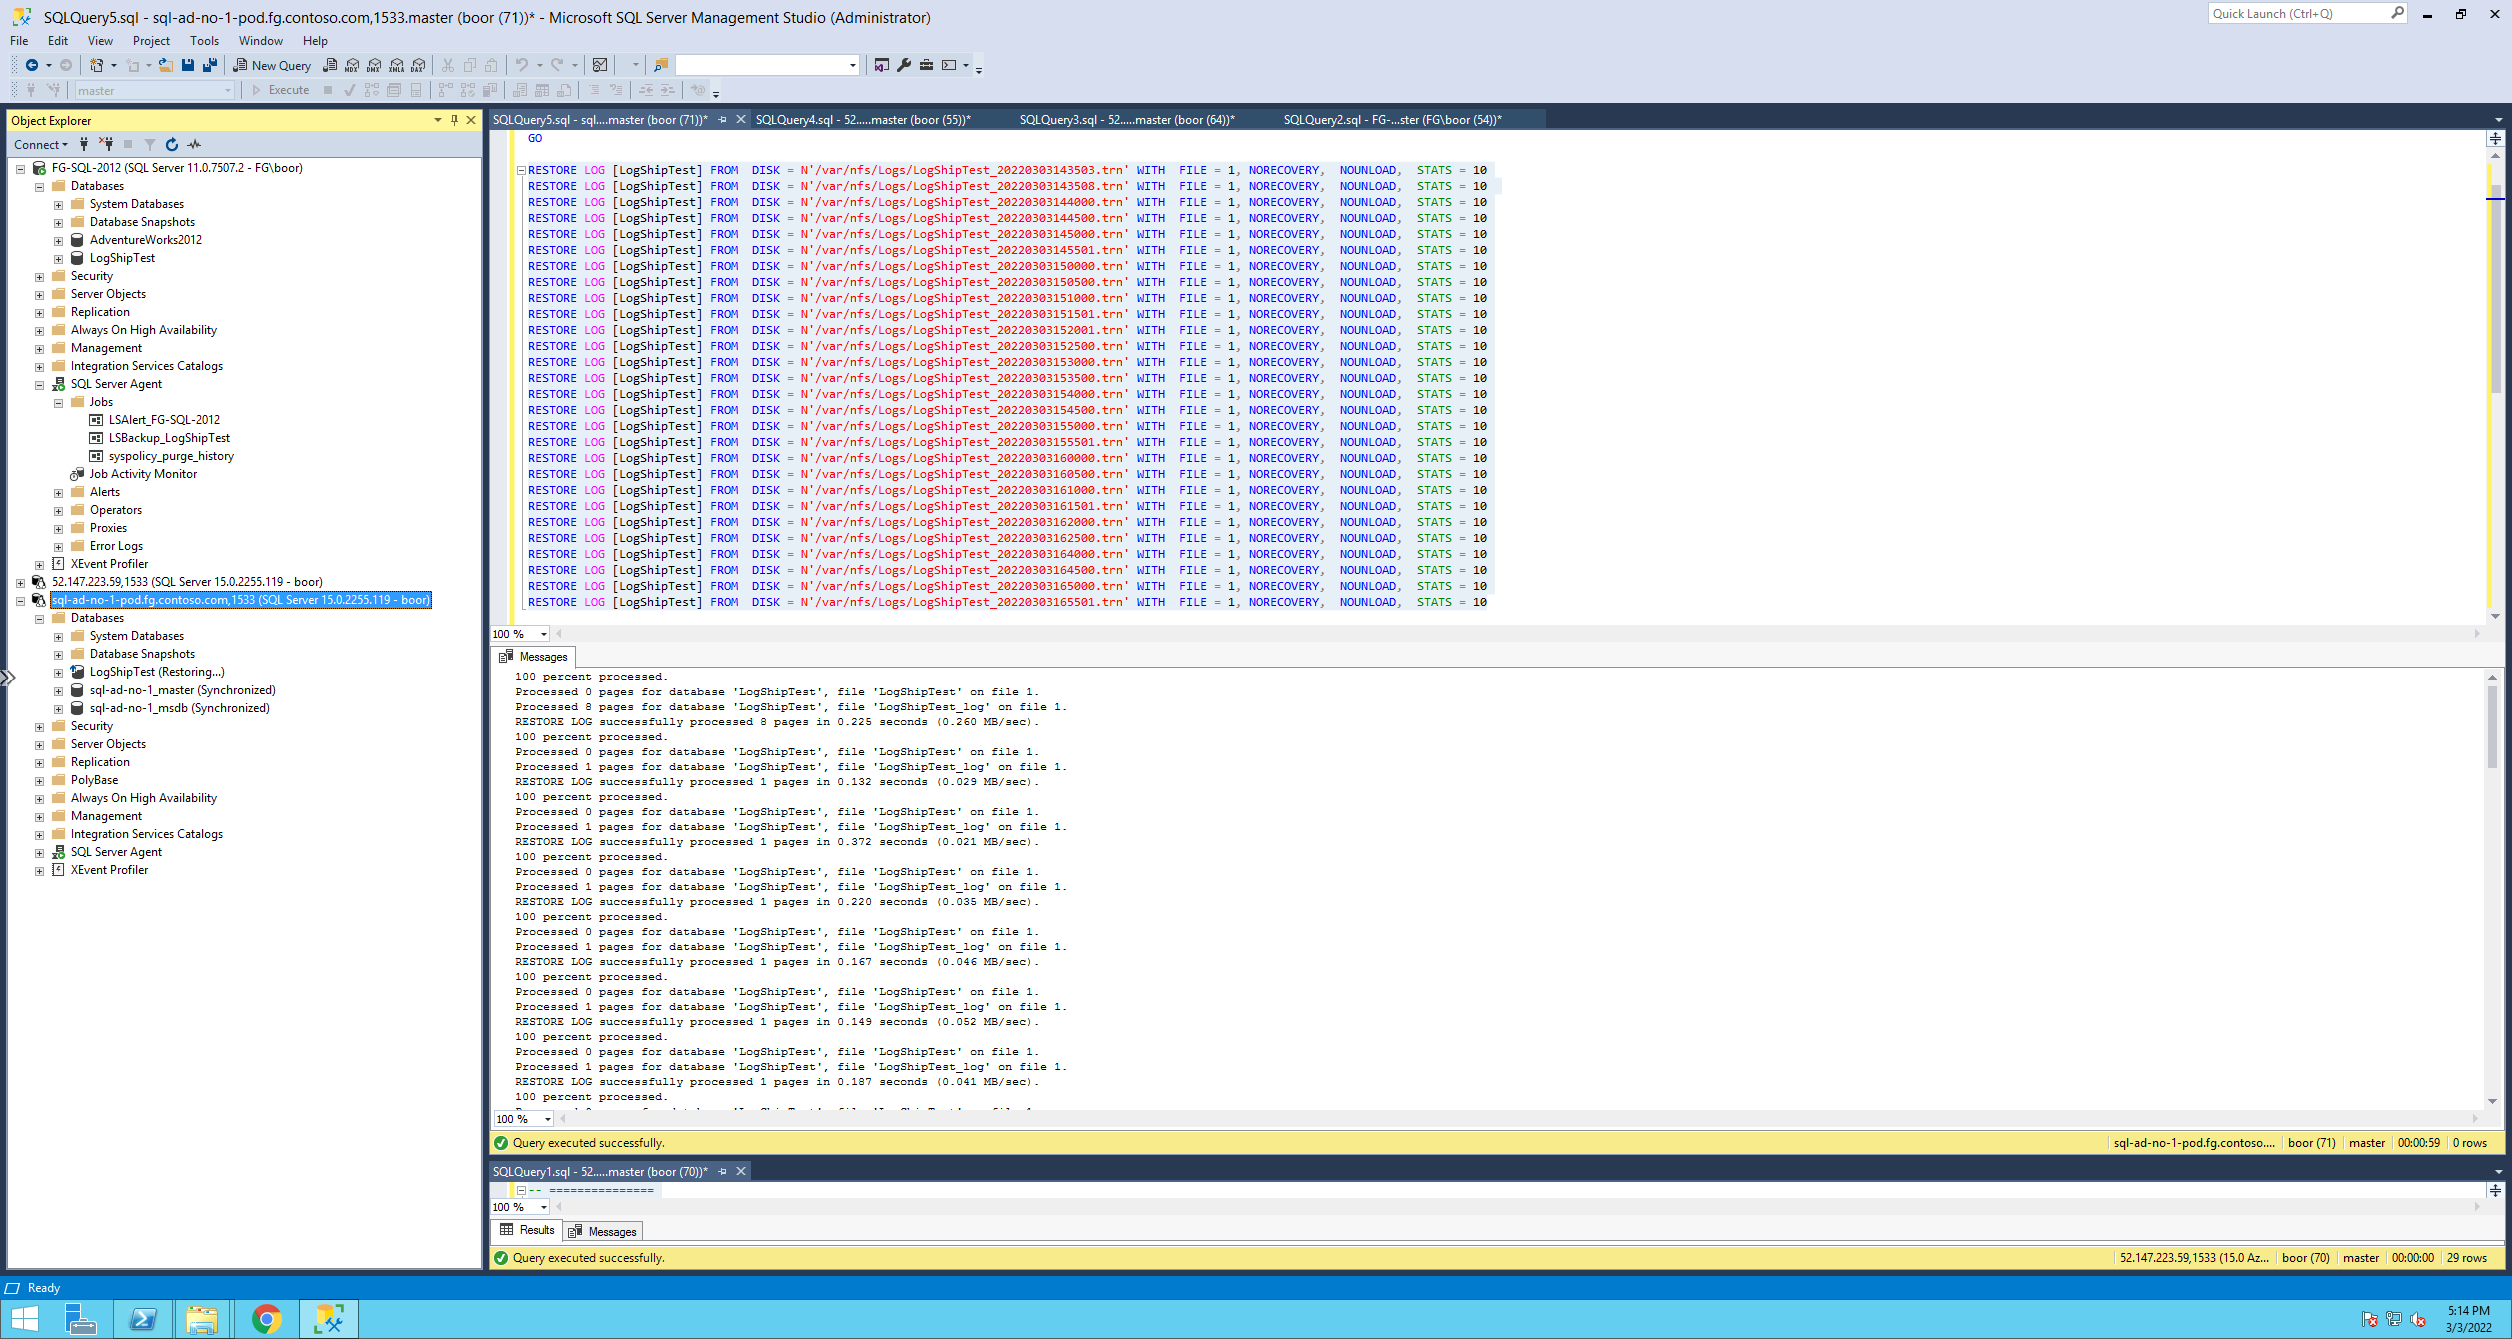 SQLQuery5.sql - sql-ad-no-1-pod.fg.contoso.com,1533.master (boor (71))* - Microsoft SQL Server Management Studio (Administrator)
Quick Launch (Ctrl+Q)
File Edit View Project Tools Window Help
New Query
MDX DMX XMLA DAX
master
Execute
Object Explorer
Connect
FG-SQL-2012 (SQL Server 11.0.7507.2 - FG\boor)
Databases
System Databases
Database Snapshots
AdventureWorks2012
LogShipTest
Security
Server Objects
Replication
Always On High Availability
Management
Integration Services Catalogs
SQL Server Agent
Jobs
LSAlert_FG-SQL-2012
LSBackup_LogShipTest
syspolicy_purge_history
Job Activity Monitor
Alerts
Operators
Proxies
Error Logs
XEvent Profiler
52.147.223.59,1533 (SQL Server 15.0.2255.119 - boor)
sql-ad-no-1-pod.fg.contoso.com,1533 (SQL Server 15.0.2255.119 - boor)
Databases
System Databases
Database Snapshots
LogShipTest (Restoring...)
sql-ad-no-1_master (Synchronized)
sql-ad-no-1_msdb (Synchronized)
Security
Server Objects
Replication
PolyBase
Always On High Availability
Management
Integration Services Catalogs
SQL Server Agent
XEvent Profiler
SQLQuery5.sql - sql....master (boor (71))* SQLQuery4.sql - 52.....master (boor (55))* SQLQuery3.sql - 52.....master (boor (64))* SQLQuery2.sql - FG-...ster (FG\boor (54))*
GO
RESTORE LOG [LogShipTest] FROM DISK = N'/var/nfs/Logs/LogShipTest_20220303143503.trn' WITH FILE = 1, NORECOVERY, NOUNLOAD, STATS = 10
RESTORE LOG [LogShipTest] FROM DISK = N'/var/nfs/Logs/LogShipTest_20220303143508.trn' WITH FILE = 1, NORECOVERY, NOUNLOAD, STATS = 10
RESTORE LOG [LogShipTest] FROM DISK = N'/var/nfs/Logs/LogShipTest_20220303144000.trn' WITH FILE = 1, NORECOVERY, NOUNLOAD, STATS = 10
RESTORE LOG [LogShipTest] FROM DISK = N'/var/nfs/Logs/LogShipTest_20220303144500.trn' WITH FILE = 1, NORECOVERY, NOUNLOAD, STATS = 10
RESTORE LOG [LogShipTest] FROM DISK = N'/var/nfs/Logs/LogShipTest_20220303145000.trn' WITH FILE = 1, NORECOVERY, NOUNLOAD, STATS = 10
RESTORE LOG [LogShipTest] FROM DISK = N'/var/nfs/Logs/LogShipTest_20220303145501.trn' WITH FILE = 1, NORECOVERY, NOUNLOAD, STATS = 10
RESTORE LOG [LogShipTest] FROM DISK = N'/var/nfs/Logs/LogShipTest_20220303150000.trn' WITH FILE = 1, NORECOVERY, NOUNLOAD, STATS = 10
RESTORE LOG [LogShipTest] FROM DISK = N'/var/nfs/Logs/LogShipTest_20220303150500.trn' WITH FILE = 1, NORECOVERY, NOUNLOAD, STATS = 10
RESTORE LOG [LogShipTest] FROM DISK = N'/var/nfs/Logs/LogShipTest_20220303151000.trn' WITH FILE = 1, NORECOVERY, NOUNLOAD, STATS = 10
RESTORE LOG [LogShipTest] FROM DISK = N'/var/nfs/Logs/LogShipTest_20220303151501.trn' WITH FILE = 1, NORECOVERY, NOUNLOAD, STATS = 10
RESTORE LOG [LogShipTest] FROM DISK = N'/var/nfs/Logs/LogShipTest_20220303152001.trn' WITH FILE = 1, NORECOVERY, NOUNLOAD, STATS = 10
RESTORE LOG [LogShipTest] FROM DISK = N'/var/nfs/Logs/LogShipTest_20220303152500.trn' WITH FILE = 1, NORECOVERY, NOUNLOAD, STATS = 10
RESTORE LOG [LogShipTest] FROM DISK = N'/var/nfs/Logs/LogShipTest_20220303153000.trn' WITH FILE = 1, NORECOVERY, NOUNLOAD, STATS = 10
RESTORE LOG [LogShipTest] FROM DISK = N'/var/nfs/Logs/LogShipTest_20220303153500.trn' WITH FILE = 1, NORECOVERY, NOUNLOAD, STATS = 10
RESTORE LOG [LogShipTest] FROM DISK = N'/var/nfs/Logs/LogShipTest_20220303154000.trn' WITH FILE = 1, NORECOVERY, NOUNLOAD, STATS = 10
RESTORE LOG [LogShipTest] FROM DISK = N'/var/nfs/Logs/LogShipTest_20220303154500.trn' WITH FILE = 1, NORECOVERY, NOUNLOAD, STATS = 10
RESTORE LOG [LogShipTest] FROM DISK = N'/var/nfs/Logs/LogShipTest_20220303155000.trn' WITH FILE = 1, NORECOVERY, NOUNLOAD, STATS = 10
RESTORE LOG [LogShipTest] FROM DISK = N'/var/nfs/Logs/LogShipTest_20220303155501.trn' WITH FILE = 1, NORECOVERY, NOUNLOAD, STATS = 10
RESTORE LOG [LogShipTest] FROM DISK = N'/var/nfs/Logs/LogShipTest_20220303160000.trn' WITH FILE = 1, NORECOVERY, NOUNLOAD, STATS = 10
RESTORE LOG [LogShipTest] FROM DISK = N'/var/nfs/Logs/LogShipTest_20220303160500.trn' WITH FILE = 1, NORECOVERY, NOUNLOAD, STATS = 10
RESTORE LOG [LogShipTest] FROM DISK = N'/var/nfs/Logs/LogShipTest_20220303161000.trn' WITH FILE = 1, NORECOVERY, NOUNLOAD, STATS = 10
RESTORE LOG [LogShipTest] FROM DISK = N'/var/nfs/Logs/LogShipTest_20220303161501.trn' WITH FILE = 1, NORECOVERY, NOUNLOAD, STATS = 10
RESTORE LOG [LogShipTest] FROM DISK = N'/var/nfs/Logs/LogShipTest_20220303162000.trn' WITH FILE = 1, NORECOVERY, NOUNLOAD, STATS = 10
RESTORE LOG [LogShipTest] FROM DISK = N'/var/nfs/Logs/LogShipTest_20220303162500.trn' WITH FILE = 1, NORECOVERY, NOUNLOAD, STATS = 10
RESTORE LOG [LogShipTest] FROM DISK = N'/var/nfs/Logs/LogShipTest_20220303164000.trn' WITH FILE = 1, NORECOVERY, NOUNLOAD, STATS = 10
RESTORE LOG [LogShipTest] FROM DISK = N'/var/nfs/Logs/LogShipTest_20220303164500.trn' WITH FILE = 1, NORECOVERY, NOUNLOAD, STATS = 10
RESTORE LOG [LogShipTest] FROM DISK = N'/var/nfs/Logs/LogShipTest_20220303165000.trn' WITH FILE = 1, NORECOVERY, NOUNLOAD, STATS = 10
RESTORE LOG [LogShipTest] FROM DISK = N'/var/nfs/Logs/LogShipTest_20220303165501.trn' WITH FILE = 1, NORECOVERY, NOUNLOAD, STATS = 10
100 %
Messages
100 percent processed.
Processed 0 pages for database 'LogShipTest', file 'LogShipTest' on file 1.
Processed 8 pages for database 'LogShipTest', file 'LogShipTest_log' on file 1.
RESTORE LOG successfully processed 8 pages in 0.225 seconds (0.260 MB/sec).
100 percent processed.
Processed 0 pages for database 'LogShipTest', file 'LogShipTest' on file 1.
Processed 1 pages for database 'LogShipTest', file 'LogShipTest_log' on file 1.
RESTORE LOG successfully processed 1 pages in 0.132 seconds (0.029 MB/sec).
100 percent processed.
Processed 0 pages for database 'LogShipTest', file 'LogShipTest' on file 1.
Processed 1 pages for database 'LogShipTest', file 'LogShipTest_log' on file 1.
RESTORE LOG successfully processed 1 pages in 0.372 seconds (0.021 MB/sec).
100 percent processed.
Processed 0 pages for database 'LogShipTest', file 'LogShipTest' on file 1.
Processed 1 pages for database 'LogShipTest', file 'LogShipTest_log' on file 1.
RESTORE LOG successfully processed 1 pages in 0.220 seconds (0.035 MB/sec).
100 percent processed.
Processed 0 pages for database 'LogShipTest', file 'LogShipTest' on file 1.
Processed 1 pages for database 'LogShipTest', file 'LogShipTest_log' on file 1.
RESTORE LOG successfully processed 1 pages in 0.167 seconds (0.046 MB/sec).
100 percent processed.
Processed 0 pages for database 'LogShipTest', file 'LogShipTest' on file 1.
Processed 1 pages for database 'LogShipTest', file 'LogShipTest_log' on file 1.
RESTORE LOG successfully processed 1 pages in 0.149 seconds (0.052 MB/sec).
100 percent processed.
Processed 0 pages for database 'LogShipTest', file 'LogShipTest' on file 1.
Processed 1 pages for database 'LogShipTest', file 'LogShipTest_log' on file 1.
RESTORE LOG successfully processed 1 pages in 0.187 seconds (0.041 MB/sec).
100 percent processed.
100 %
Query executed successfully. sql-ad-no-1-pod.fg.contoso.... boor (71) master 00:00:59 0 rows
SQLQuery1.sql - 52.....master (boor (70))*
-- ===============
100 %
Results Messages
Query executed successfully. 52.147.223.59,1533 (15.0 Az... boor (70) master 00:00:00 29 rows
Ready
5:14 PM
3/3/2022